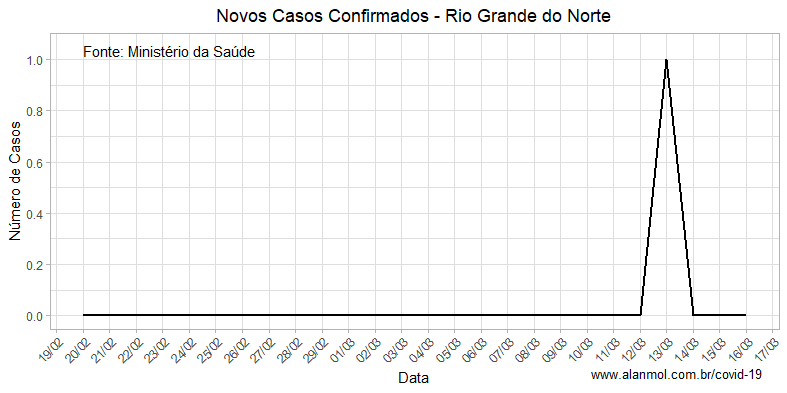 Novos Casos Confirmados - Rio Grande do Norte
Fonte: Ministério da Saúde
1.0
0.8
0.6
0.4
0.2
0.0
Número de Casos
19/02 20/02 21/02 22/02 23/02 24/02 25/02 26/02 27/02 28/02 29/02 01/03 02/03 03/03 04/03 05/03 06/03 07/03 08/03 09/03 10/03 11/03 12/03 13/03 14/03 15/03 16/03 17/03
Data
www.alanmol.com.br/covid-19